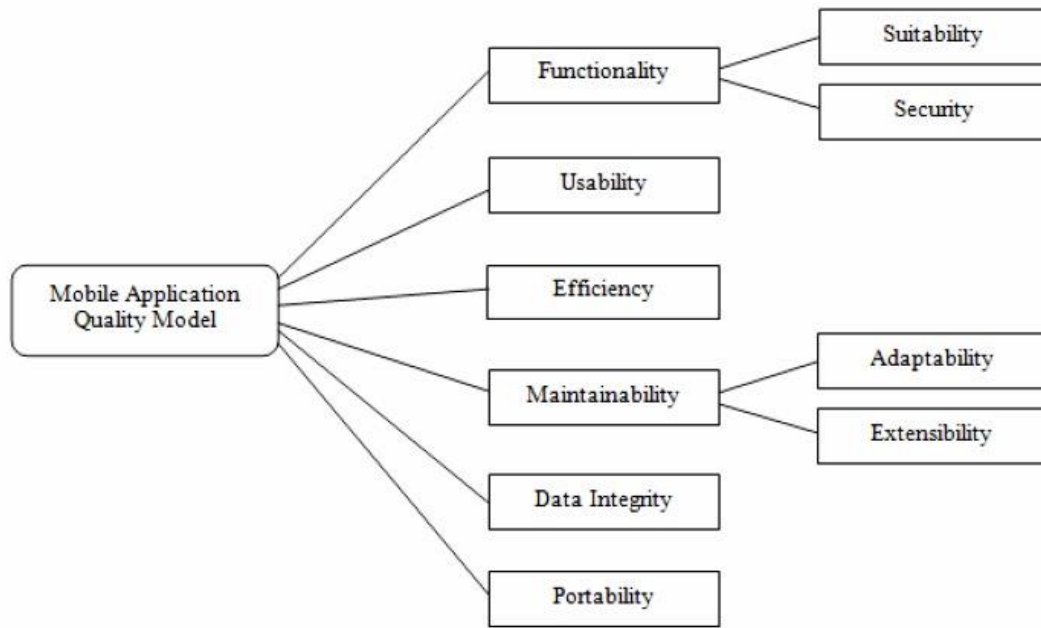 Suitability
Functionality
Security
Usability
Mobile Application
Quality Model
Efficiency
Adaptability
Maintainability
Extensibility
Data Integrity
Portability